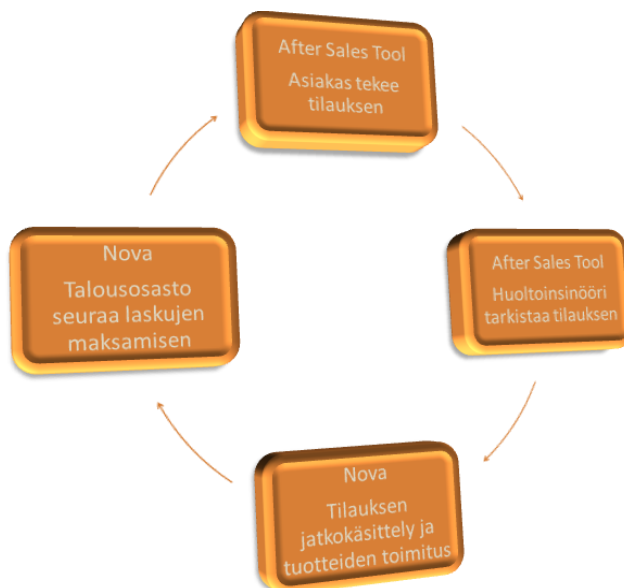 After Sales Tool
Asiakas tekee
tilauksen
After Sales Tool
Huoltoinsinööri
tarkistaa tilauksen
Nova
Tilauksen
jatkokäsittely ja
tuotteiden toimitus
Nova
Talousosasto
seuraa laskujen
maksamisen